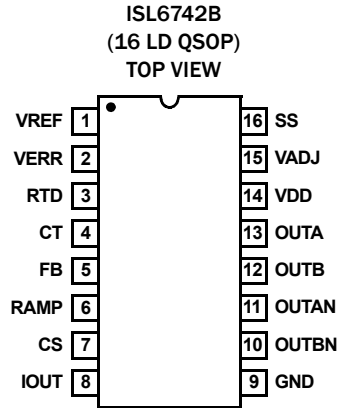 ISL6742B
(16 LD QSOP)
TOP VIEW
VREF 1 16 SS
VERR 2 15 VADJ
RTD 3 14 VDD
CT 4 13 OUTA
FB 5 12 OUTB
RAMP 6 11 OUTAN
CS 7 10 OUTBN
IOUT 8 9 GND